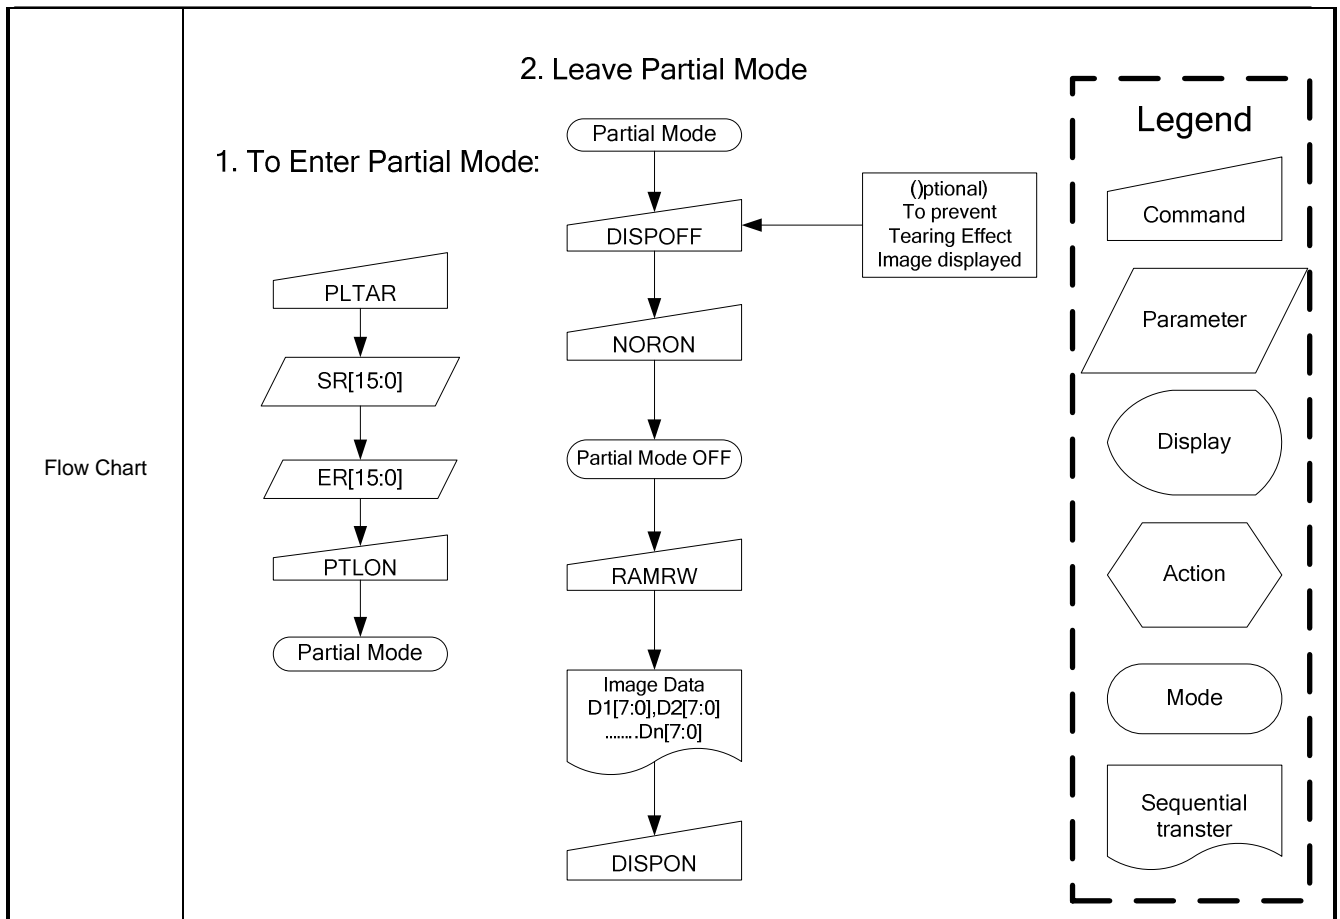 Flow Chart
1. To Enter Partial Mode:
PLTAR
SR[15:0]
ER[15:0]
PTLON
Partial Mode
2. Leave Partial Mode
Partial Mode
DISPOFF
()ptional)
To prevent
Tearing Effect
Image displayed
NORON
Partial Mode OFF
RAMRW
Image Data
D1[7:0],D2[7:0]
........Dn[7:0]
DISPON
Legend
Command
Parameter
Display
Action
Mode
Sequential
transter